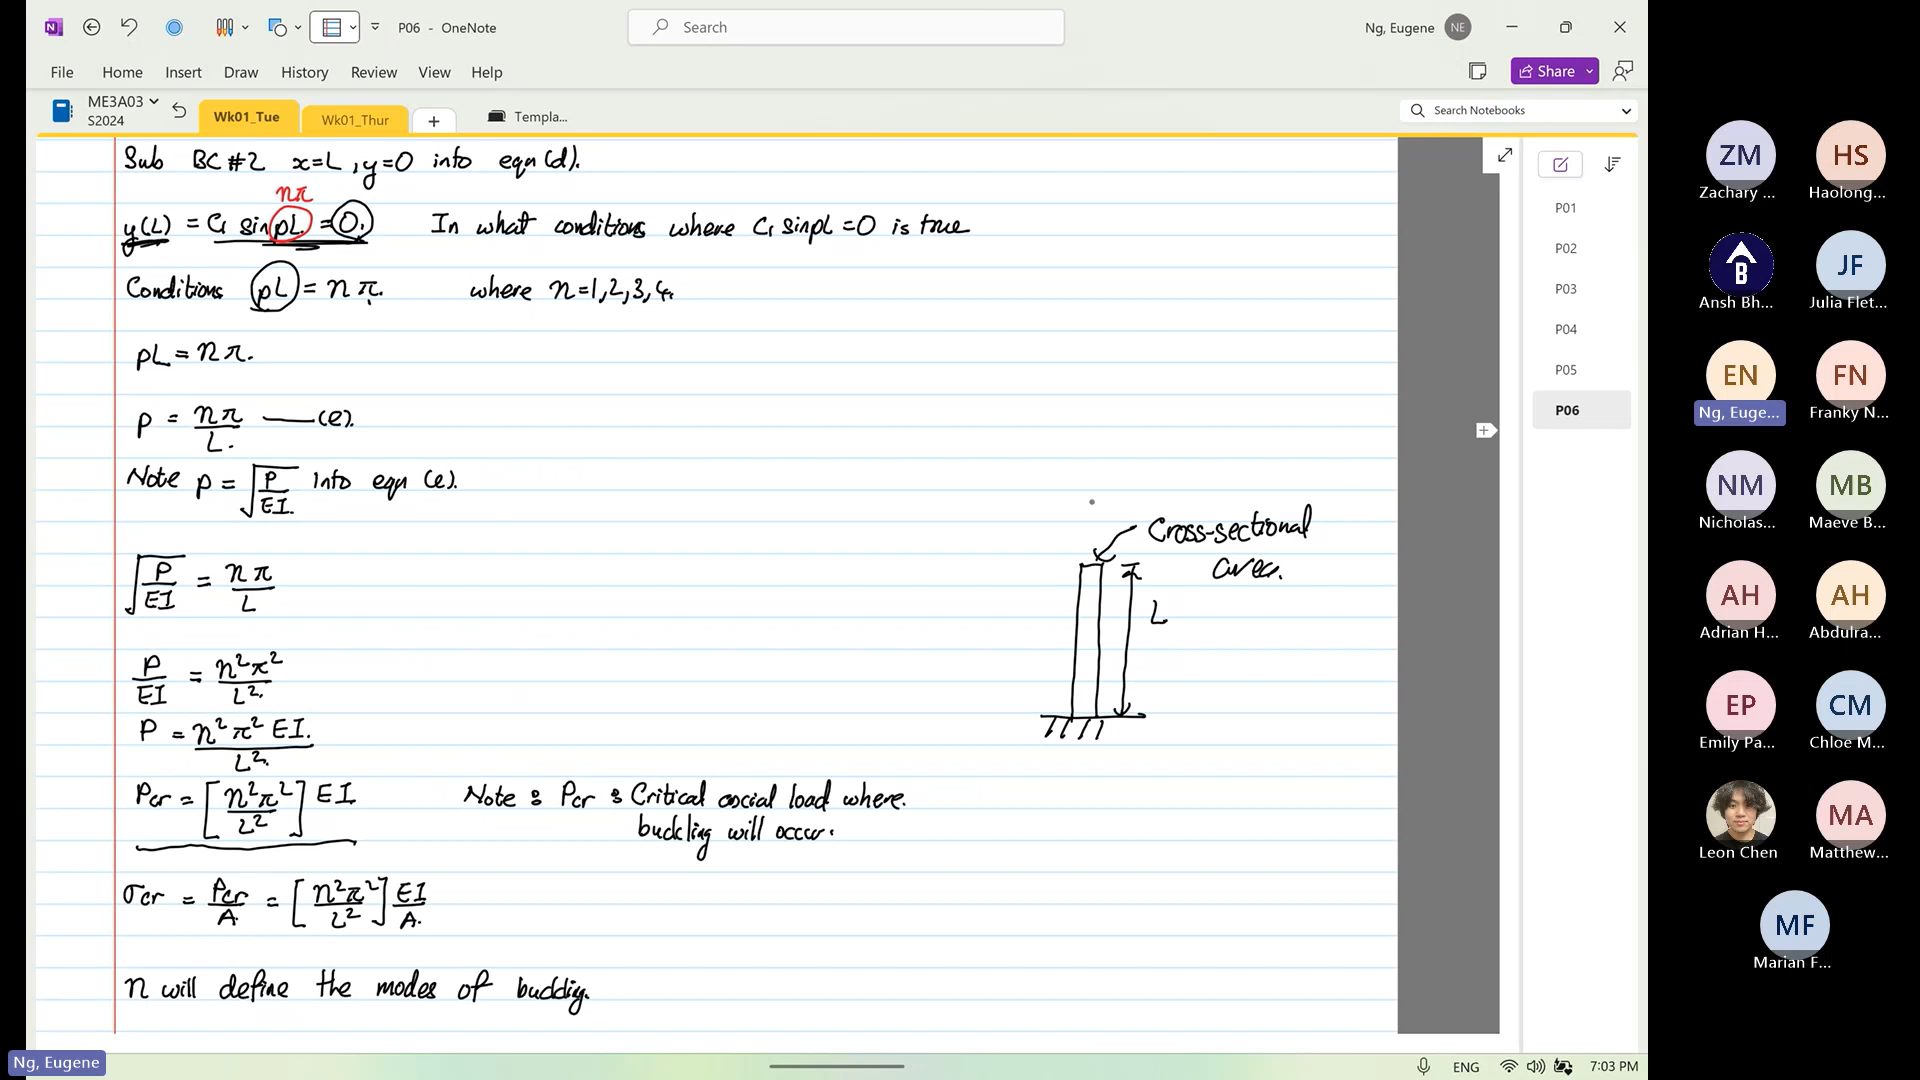 P06 - OneNote
Search
Ng, Eugene
NE
File Home Insert Draw History Review View Help
Share
ME3A03
S2024
Wk01_Tue
Wk01_Thur
+
Templa...
Search Notebooks
Sub BC #2 x=L, y=0 into eqn (d).
nπ
y(L) = C₁ sin pL = 0. In what conditions where C₁ sin pL = 0 is true
Conditions pL = nπ. where n=1,2,3,4.
pL = nπ.
p = nπ/L. —(e).
Note p = √(P/EI.) into eqn (e).
√(P/EI) = nπ/L
P/EI = n²π²/L².
P = n²π² EI./L².
Pcr = [n²π²/L²] EI
Note : Pcr : Critical axial load where.
buckling will occur.
σcr = Pcr/A. = [n²π²/L²] EI/A.
n will define the modes of buckling.
Cross-sectional
area.
L
P01
P02
P03
P04
P05
P06
ZM
Zachary ...
HS
Haolong...
B
Ansh Bh...
JF
Julia Flet...
EN
Ng, Euge...
FN
Franky N...
NM
Nicholas...
MB
Maeve B...
AH
Adrian H...
AH
Abdulra...
EP
Emily Pa...
CM
Chloe M...
Leon Chen
MA
Matthew...
MF
Marian F...
Ng, Eugene
ENG
7:03 PM